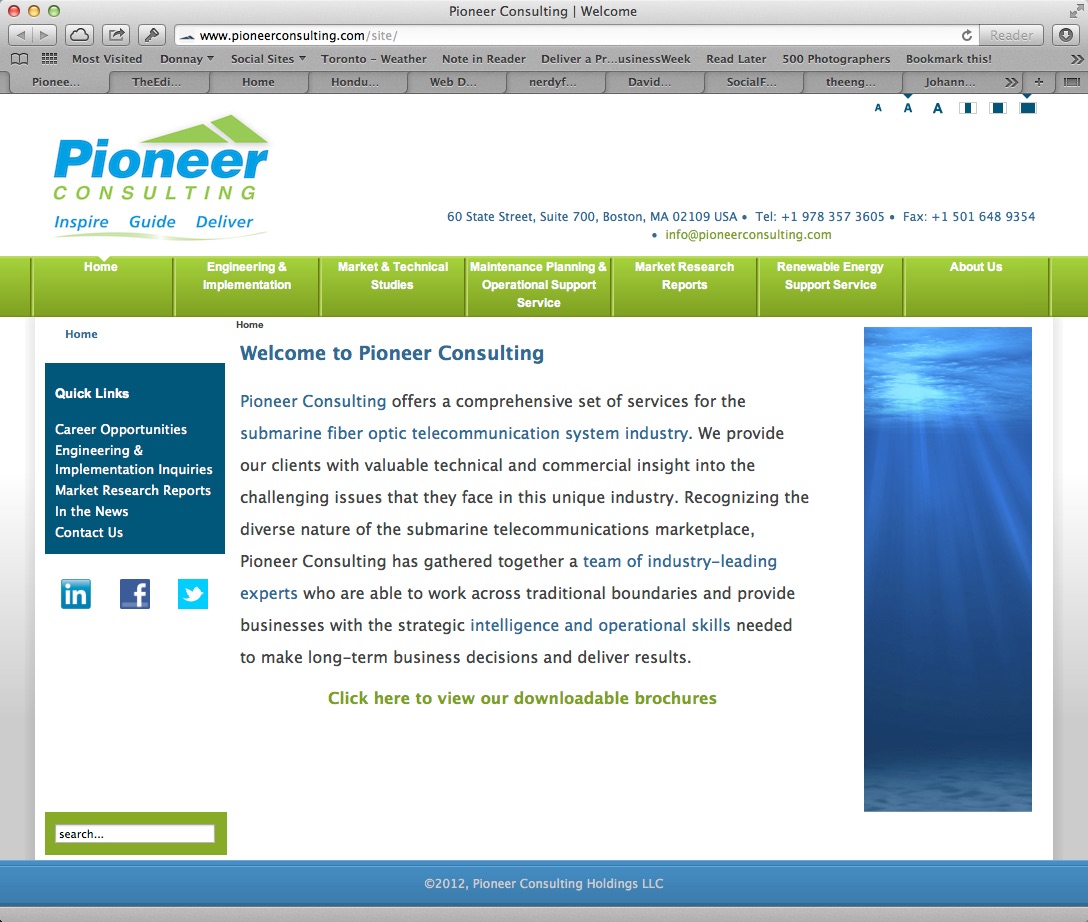 Pioneer Consulting | Welcome
www.pioneerconsulting.com/site/
Reader
Most Visited Donnay Social Sites Toronto - Weather Note in Reader Deliver a Pr...usinessWeek Read Later 500 Photographers Bookmark this!
Pionee... TheEdi... Home Hondu... Web D... nerdyf... David... SocialF... theeng... Johann...
A A A
Pioneer
CONSULTING
Inspire Guide Deliver
60 State Street, Suite 700, Boston, MA 02109 USA • Tel: +1 978 357 3605 • Fax: +1 501 648 9354
• info@pioneerconsulting.com
Home
Engineering &
Implementation
Market & Technical
Studies
Maintenance Planning &
Operational Support
Service
Market Research
Reports
Renewable Energy
Support Service
About Us
Home
Home
Quick Links
Career Opportunities
Engineering &
Implementation Inquiries
Market Research Reports
In the News
Contact Us
in f
Welcome to Pioneer Consulting
Pioneer Consulting offers a comprehensive set of services for the
submarine fiber optic telecommunication system industry. We provide
our clients with valuable technical and commercial insight into the
challenging issues that they face in this unique industry. Recognizing the
diverse nature of the submarine telecommunications marketplace,
Pioneer Consulting has gathered together a team of industry-leading
experts who are able to work across traditional boundaries and provide
businesses with the strategic intelligence and operational skills needed
to make long-term business decisions and deliver results.
Click here to view our downloadable brochures
search...
©2012, Pioneer Consulting Holdings LLC